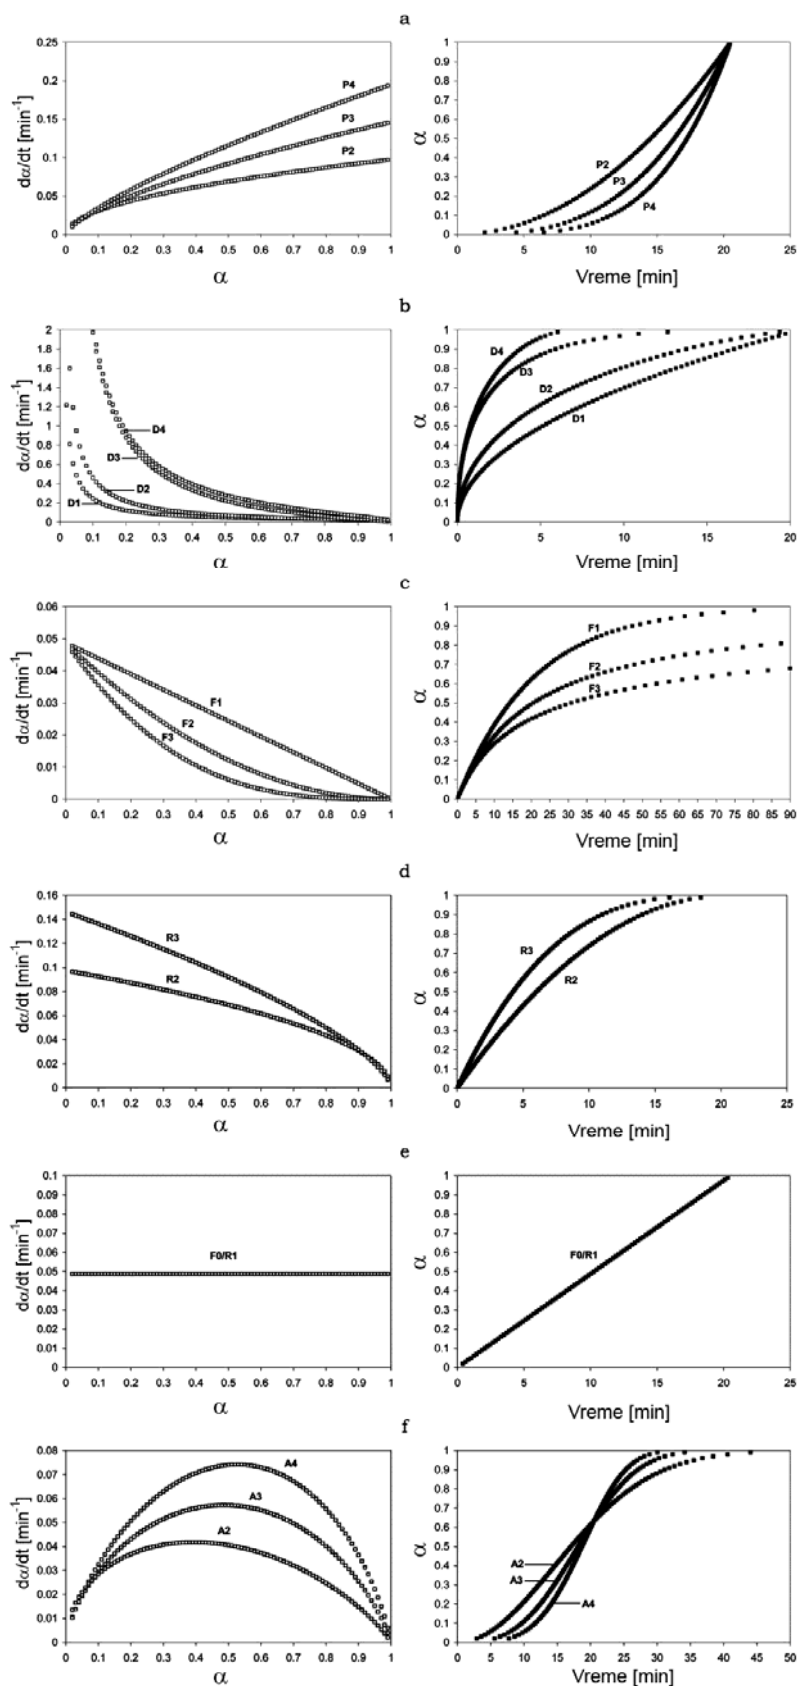 a
0.25
0.2
0.15
0.1
0.05
0
0 0.1 0.2 0.3 0.4 0.5 0.6 0.7 0.8 0.9 1
dα/dt [min-1]
α
P4
P3
P2
1
0.9
0.8
0.7
0.6
0.5
0.4
0.3
0.2
0.1
0
0 5 10 15 20 25
α
Vreme [min]
P2
P3
P4
b
2
1.8
1.6
1.4
1.2
1
0.8
0.6
0.4
0.2
0
0 0.1 0.2 0.3 0.4 0.5 0.6 0.7 0.8 0.9 1
dα/dt [min-1]
α
D4
D3
D2
D1
1
0.9
0.8
0.7
0.6
0.5
0.4
0.3
0.2
0.1
0
0 5 10 15 20
α
Vreme [min]
D4
D3
D2
D1
c
0.06
0.05
0.04
0.03
0.02
0.01
0
0 0.1 0.2 0.3 0.4 0.5 0.6 0.7 0.8 0.9 1
dα/dt [min-1]
α
F1
F2
F3
1
0.9
0.8
0.7
0.6
0.5
0.4
0.3
0.2
0.1
0
0 5 10 15 20 25 30 35 40 45 50 55 60 65 70 75 80 85 90
α
Vreme [min]
F1
F2
F3
d
0.16
0.14
0.12
0.1
0.08
0.06
0.04
0.02
0
0 0.1 0.2 0.3 0.4 0.5 0.6 0.7 0.8 0.9 1
dα/dt [min-1]
α
R3
R2
1
0.9
0.8
0.7
0.6
0.5
0.4
0.3
0.2
0.1
0
0 5 10 15 20 25
α
Vreme [min]
R3
R2
e
0.1
0.09
0.08
0.07
0.06
0.05
0.04
0.03
0.02
0.01
0
0 0.1 0.2 0.3 0.4 0.5 0.6 0.7 0.8 0.9 1
dα/dt [min-1]
α
F0/R1
1
0.9
0.8
0.7
0.6
0.5
0.4
0.3
0.2
0.1
0
0 5 10 15 20 25
α
Vreme [min]
F0/R1
f
0.08
0.07
0.06
0.05
0.04
0.03
0.02
0.01
0
0 0.1 0.2 0.3 0.4 0.5 0.6 0.7 0.8 0.9 1
dα/dt [min-1]
α
A4
A3
A2
1
0.9
0.8
0.7
0.6
0.5
0.4
0.3
0.2
0.1
0
0 5 10 15 20 25 30 35 40 45 50
α
Vreme [min]
A2
A3
A4